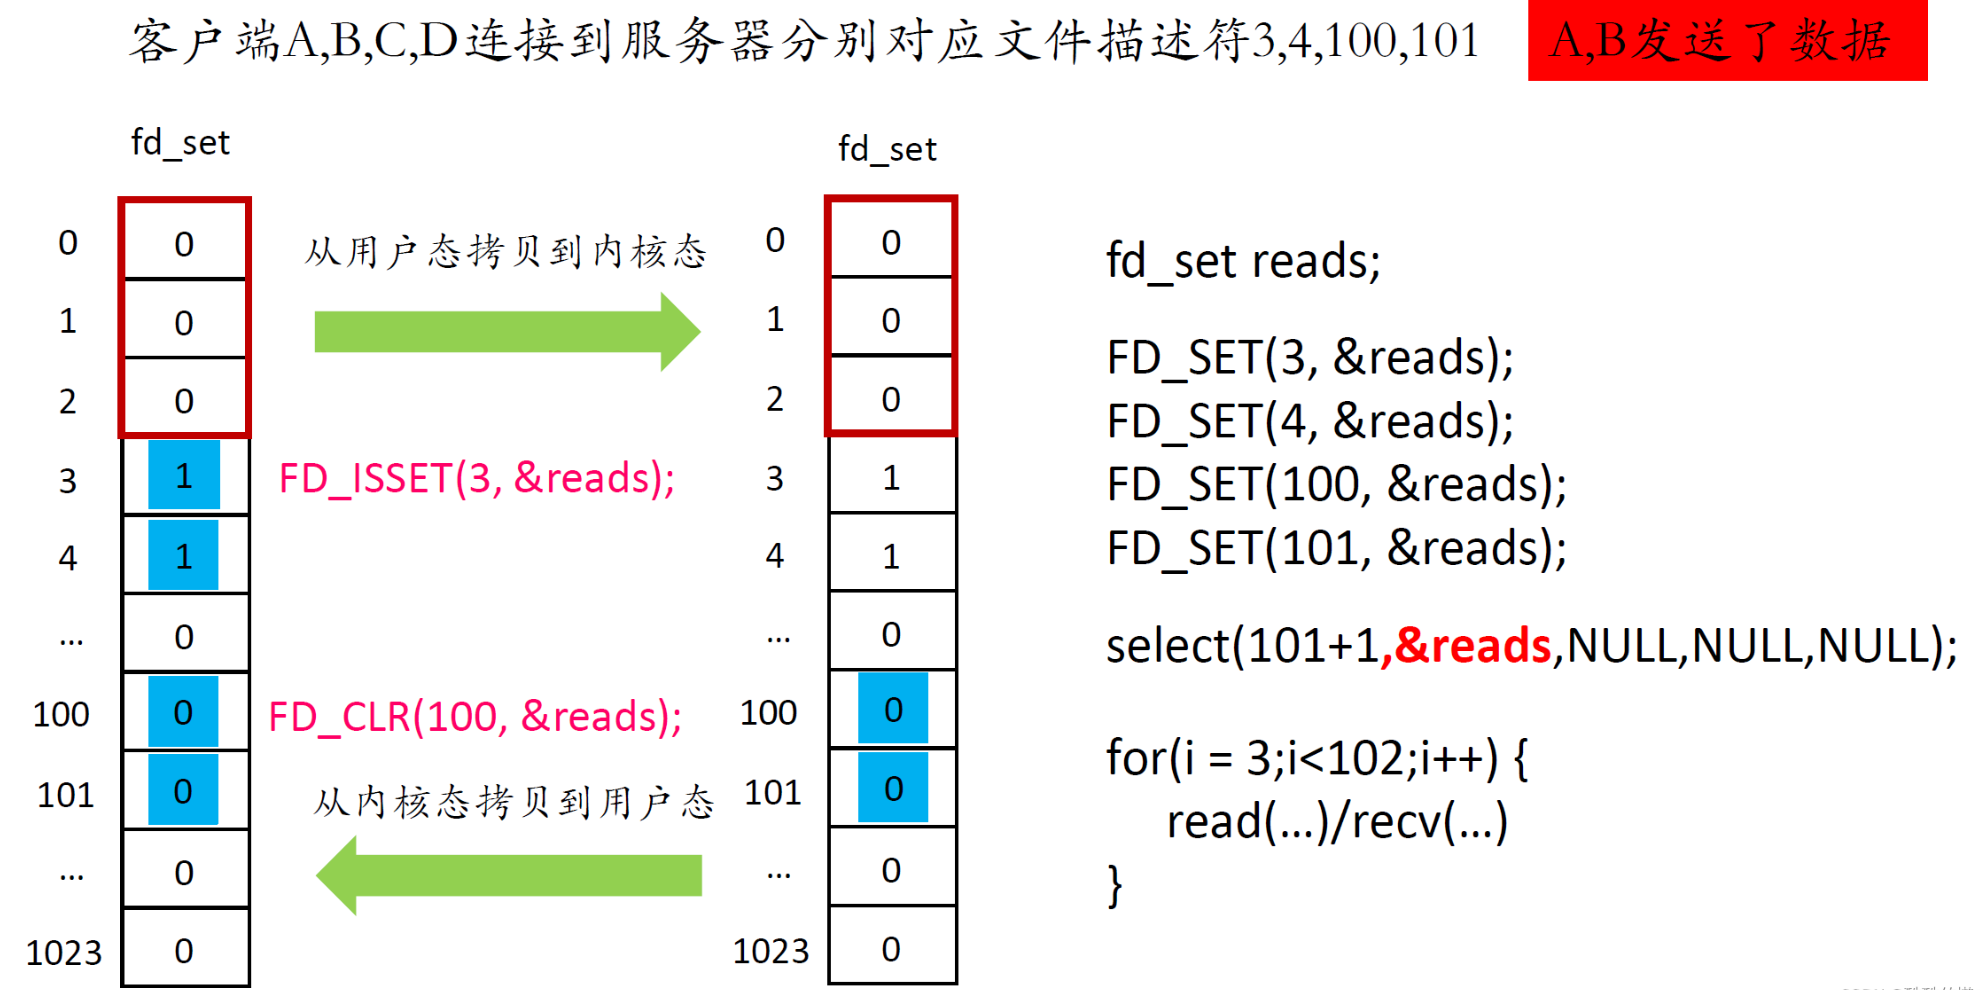 客户端A,B,C,D连接到服务器分别对应文件描述符3,4,100,101
A,B发送了数据
fd_set
0 0
1 0
2 0
3 1
4 1
... 0
100 0
101 0
... 0
1023 0
从用户态拷贝到内核态
FD_ISSET(3, &reads);
FD_CLR(100, &reads);
从内核态拷贝到用户态
fd_set
0 0
1 0
2 0
3 1
4 1
... 0
100 0
101 0
... 0
1023 0
fd_set reads;
FD_SET(3, &reads);
FD_SET(4, &reads);
FD_SET(100, &reads);
FD_SET(101, &reads);
select(101+1,&reads,NULL,NULL,NULL);
for(i = 3;i<102;i++) {
read(...)/recv(...)
}